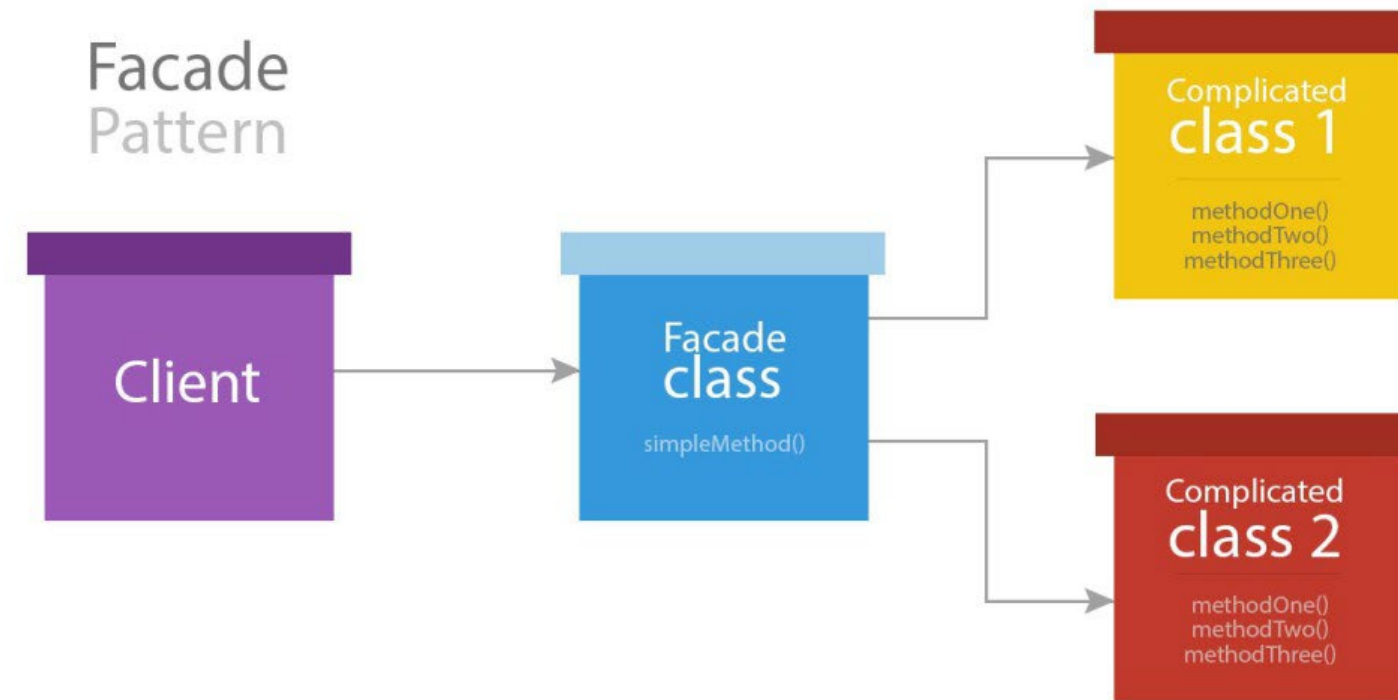 Facade
Pattern
Client
Facade
class
simpleMethod()
Complicated
class 1
methodOne()
methodTwo()
methodThree()
Complicated
class 2
methodOne()
methodTwo()
methodThree()